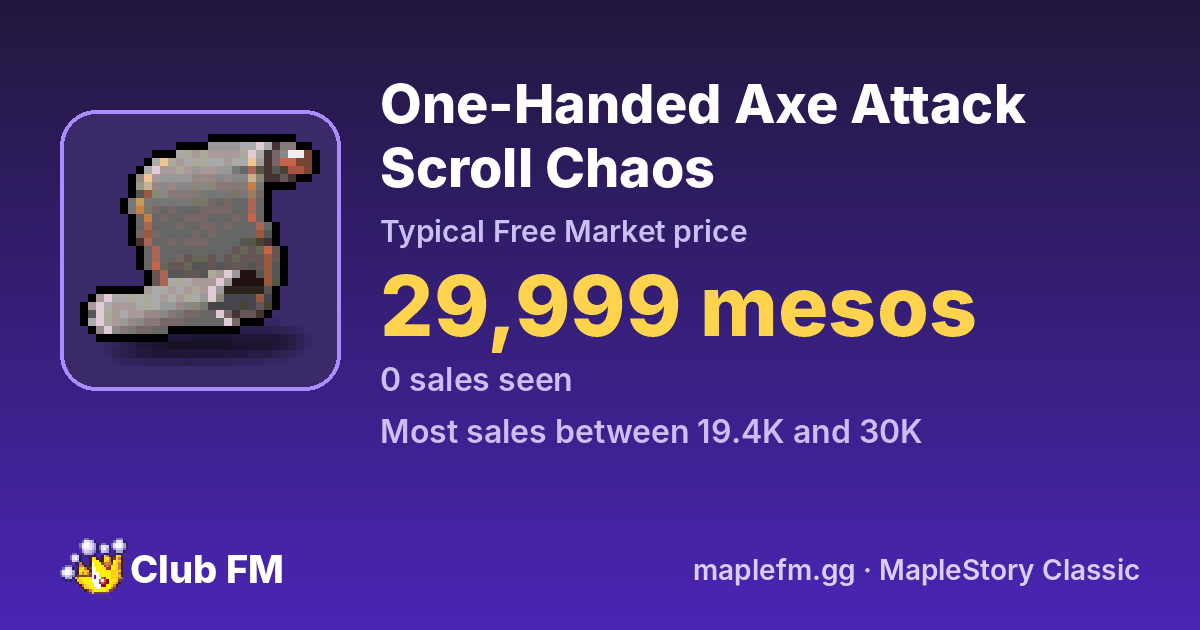 One-Handed Axe Attack
Scroll Chaos
Typical Free Market price
29,999 mesos
0 sales seen
Most sales between 19.4K and 30K
Club FM
maplefm.gg · MapleStory Classic